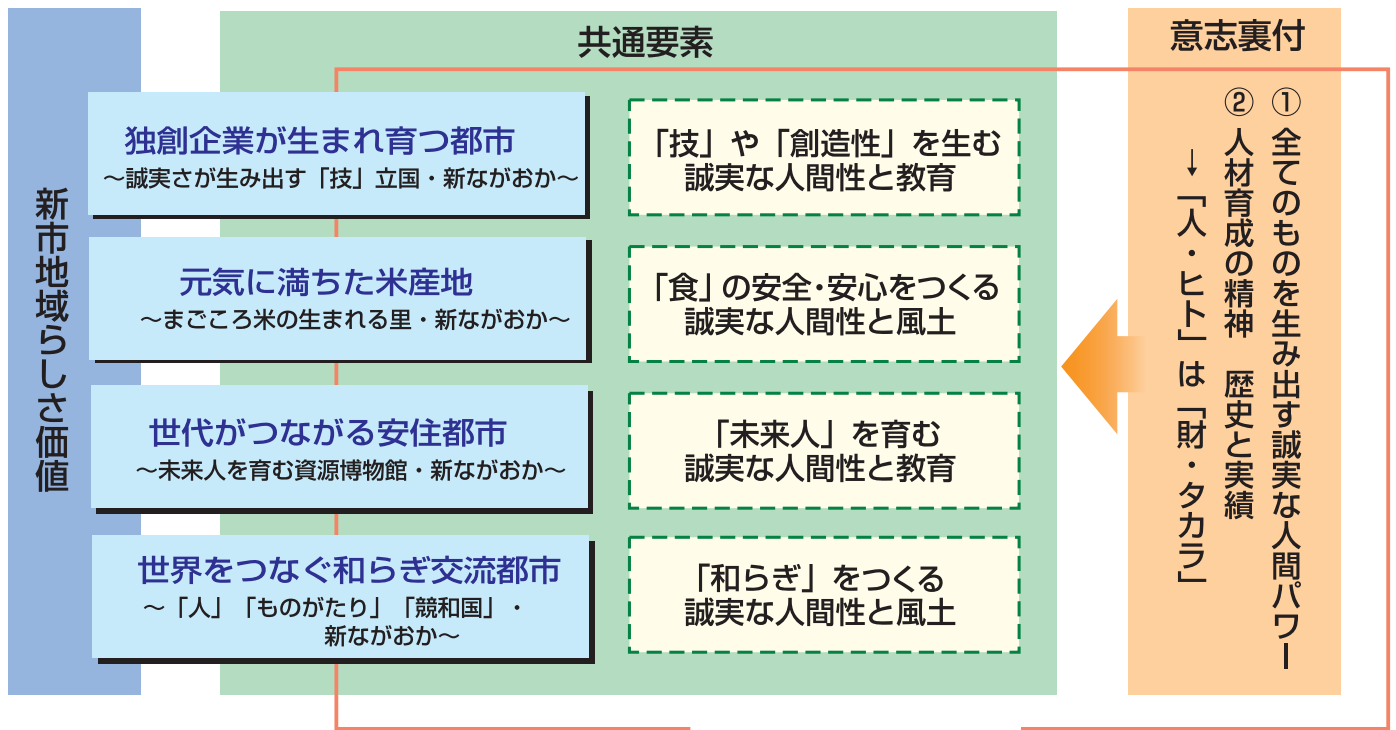 新市地域らしさ価値
共通要素
独創企業が生まれ育つ都市
～誠実さが生み出す「技」立国・新ながおか～
「技」や「創造性」を生む
誠実な人間性と教育
元気に満ちた米産地
～まごころ米の生まれる里・新ながおか～
「食」の安全・安心をつくる
誠実な人間性と風土
世代がつながる安住都市
～未来人を育む資源博物館・新ながおか～
「未来人」を育む
誠実な人間性と教育
世界をつなぐ和らぎ交流都市
～「人」「ものがたり」「競和国」・
新ながおか～
「和らぎ」をつくる
誠実な人間性と風土
意志裏付
① 全てのものを生み出す誠実な人間パワー
② 人材育成の精神　歴史と実績
→「人・ヒト」は「財・タカラ」